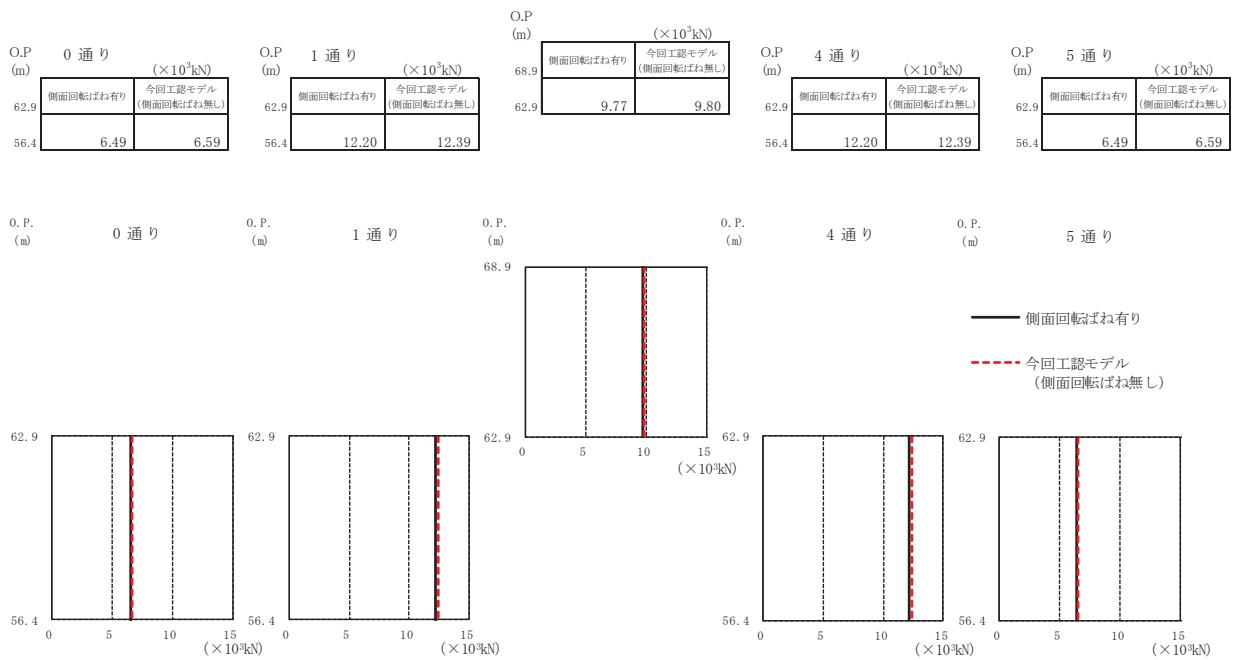 O.P
(m)
0 通り
(×10³kN)
側面回転ばね有り
今回工認モデル
(側面回転ばね無し)
62.9
56.4
6.49
6.59
O.P
(m)
1 通り
(×10³kN)
側面回転ばね有り
今回工認モデル
(側面回転ばね無し)
62.9
56.4
12.20
12.39
O.P
(m)
(×10³kN)
側面回転ばね有り
今回工認モデル
(側面回転ばね無し)
68.9
62.9
9.77
9.80
O.P
(m)
4 通り
(×10³kN)
側面回転ばね有り
今回工認モデル
(側面回転ばね無し)
62.9
56.4
12.20
12.39
O.P
(m)
5 通り
(×10³kN)
側面回転ばね有り
今回工認モデル
(側面回転ばね無し)
62.9
56.4
6.49
6.59
O.P.
(m)
0 通り
62.9
56.4
0 5 10 15
(×10³kN)
O.P.
(m)
1 通り
62.9
56.4
0 5 10 15
(×10³kN)
O.P.
(m)
68.9
62.9
0 5 10 15
(×10³kN)
O.P.
(m)
4 通り
62.9
56.4
0 5 10 15
(×10³kN)
O.P.
(m)
5 通り
62.9
56.4
0 5 10 15
(×10³kN)
側面回転ばね有り
今回工認モデル
(側面回転ばね無し)